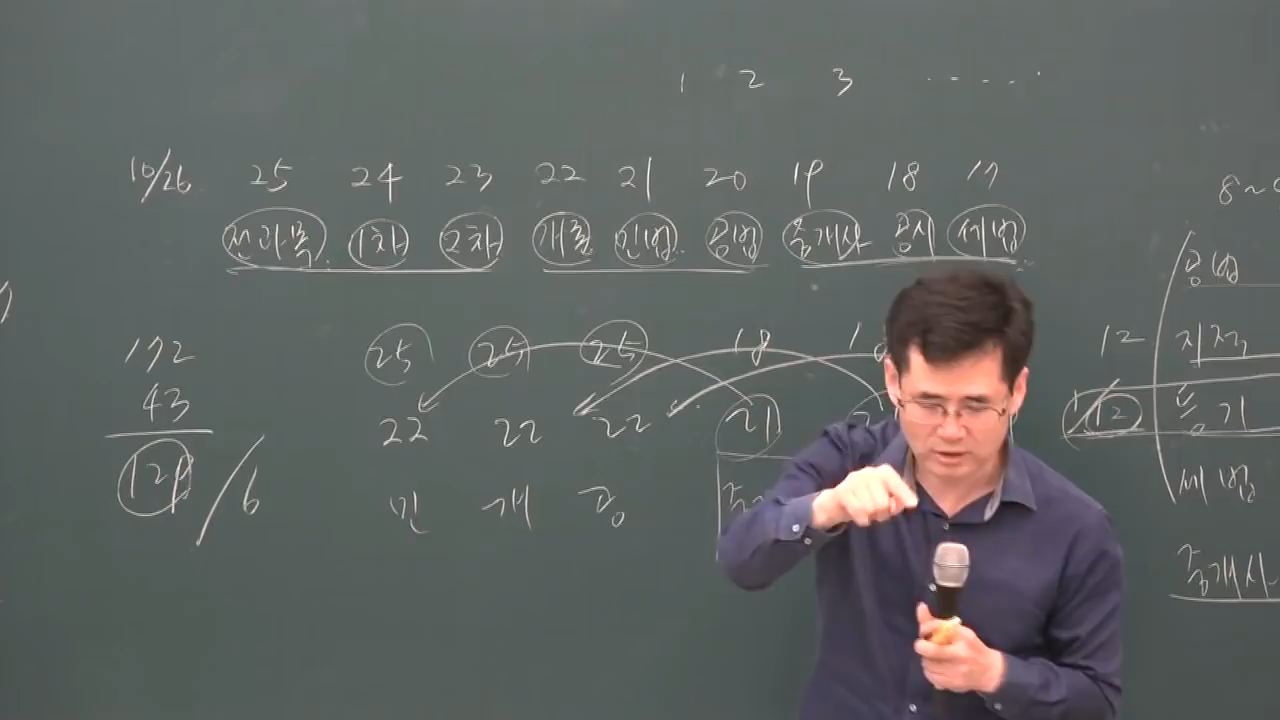 1 2 3 ......
10/26 25 24 23 22 21 20 19 18 17
8~
전과목 1차 2차 개론 민법 공법 중개사 공시 세법
공법
172 25 25 25 18
12 지적
43 22 22 22 21
12 등기
129/6 민 개 공 중
세법
중개사